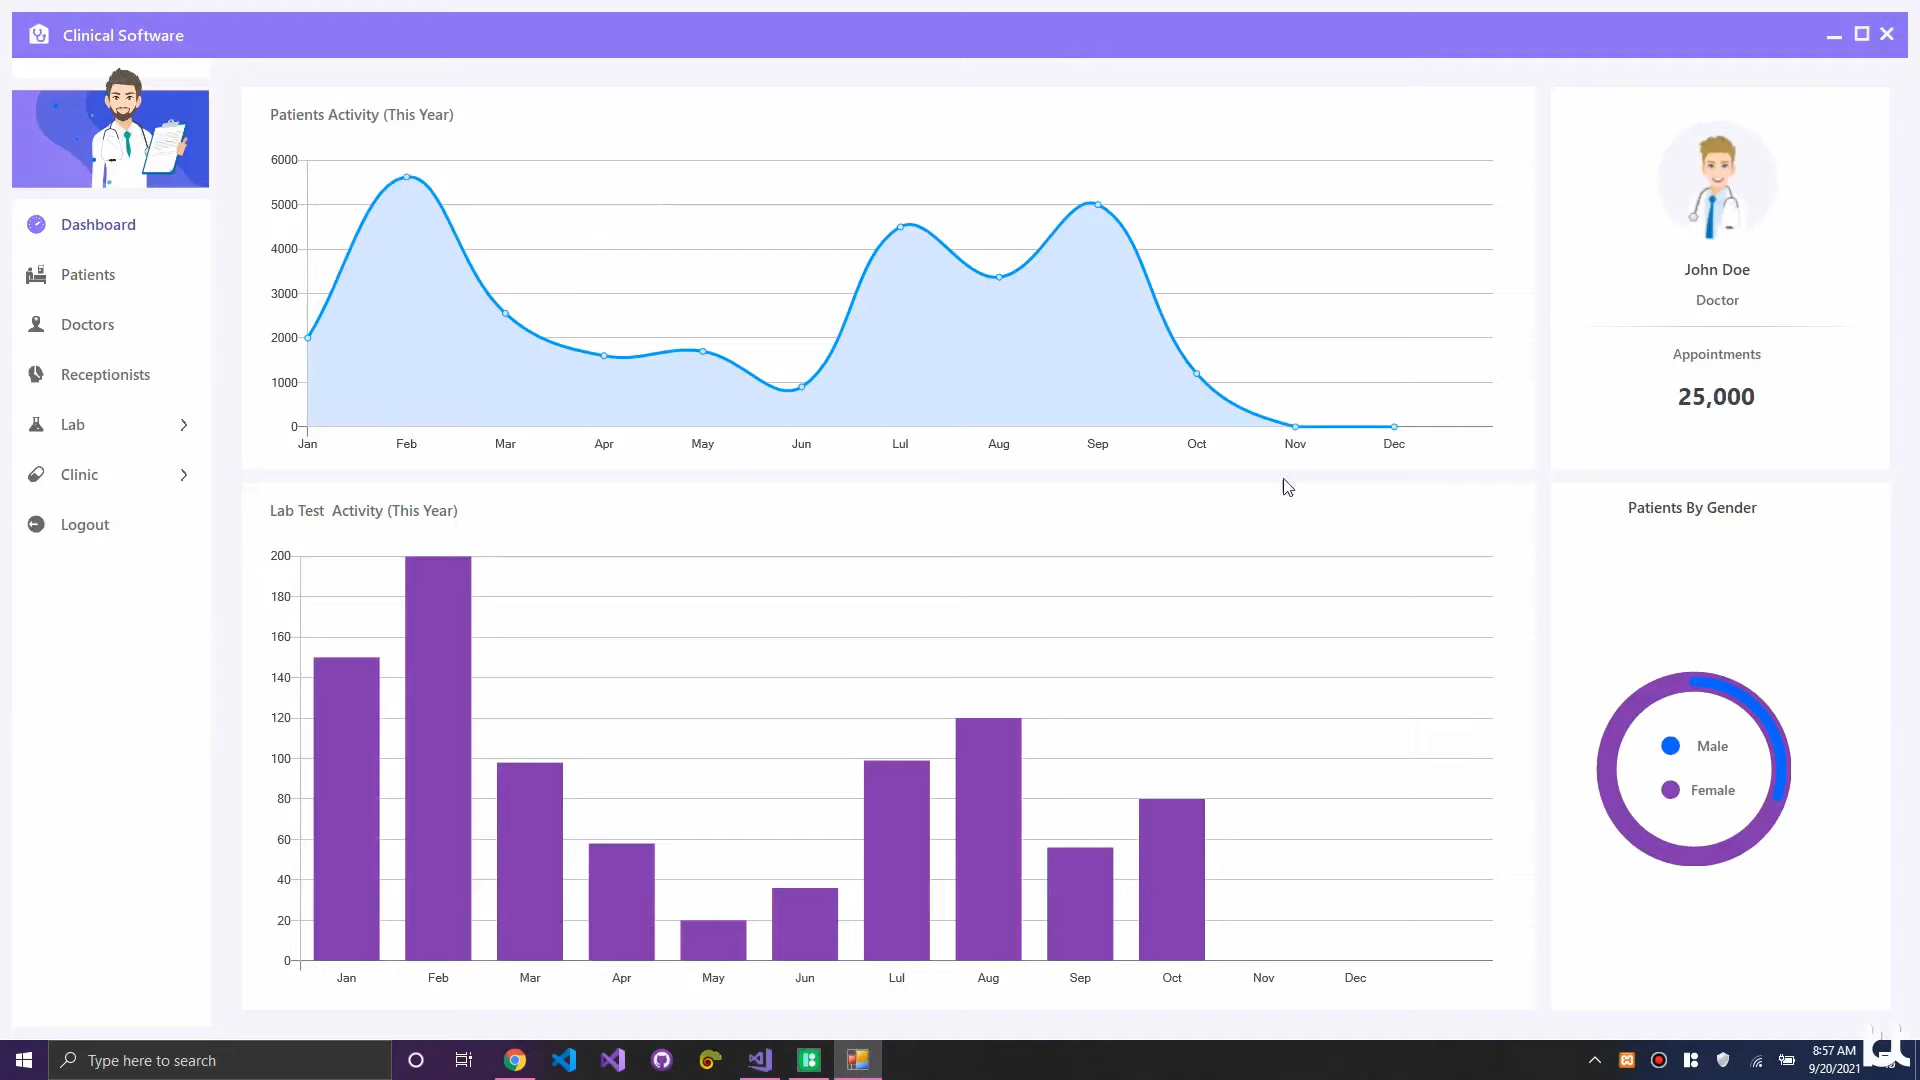 Clinical Software
Dashboard
Patients
Doctors
Receptionists
Lab
Clinic
Logout
Patients Activity (This Year)
6000
5000
4000
3000
2000
1000
0
Jan Feb Mar Apr May Jun Lul Aug Sep Oct Nov Dec
Lab Test  Activity (This Year)
200
180
160
140
120
100
80
60
40
20
0
Jan Feb Mar Apr May Jun Lul Aug Sep Oct Nov Dec
John Doe
Doctor
Appointments
25,000
Patients By Gender
Male
Female
Type here to search
8:57 AM
9/20/2021